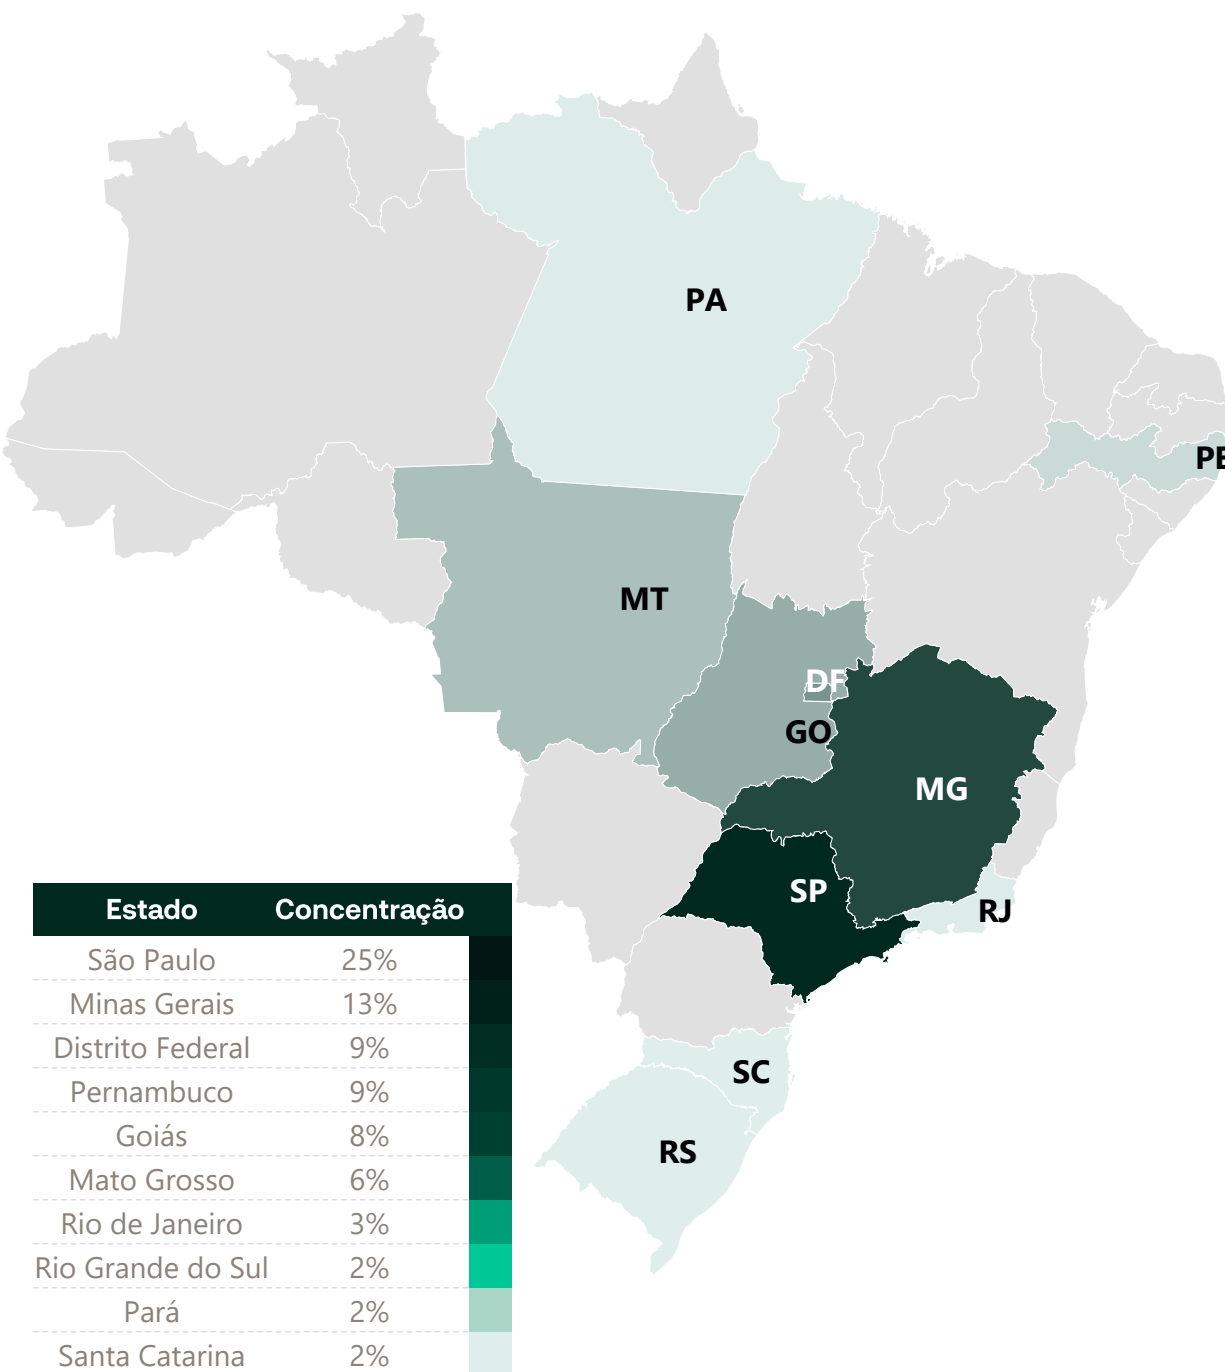 PA
PE
MT
DF
GO
MG
SP
RJ
SC
RS
Estado Concentração
São Paulo 25%
Minas Gerais 13%
Distrito Federal 9%
Pernambuco 9%
Goiás 8%
Mato Grosso 6%
Rio de Janeiro 3%
Rio Grande do Sul 2%
Pará 2%
Santa Catarina 2%